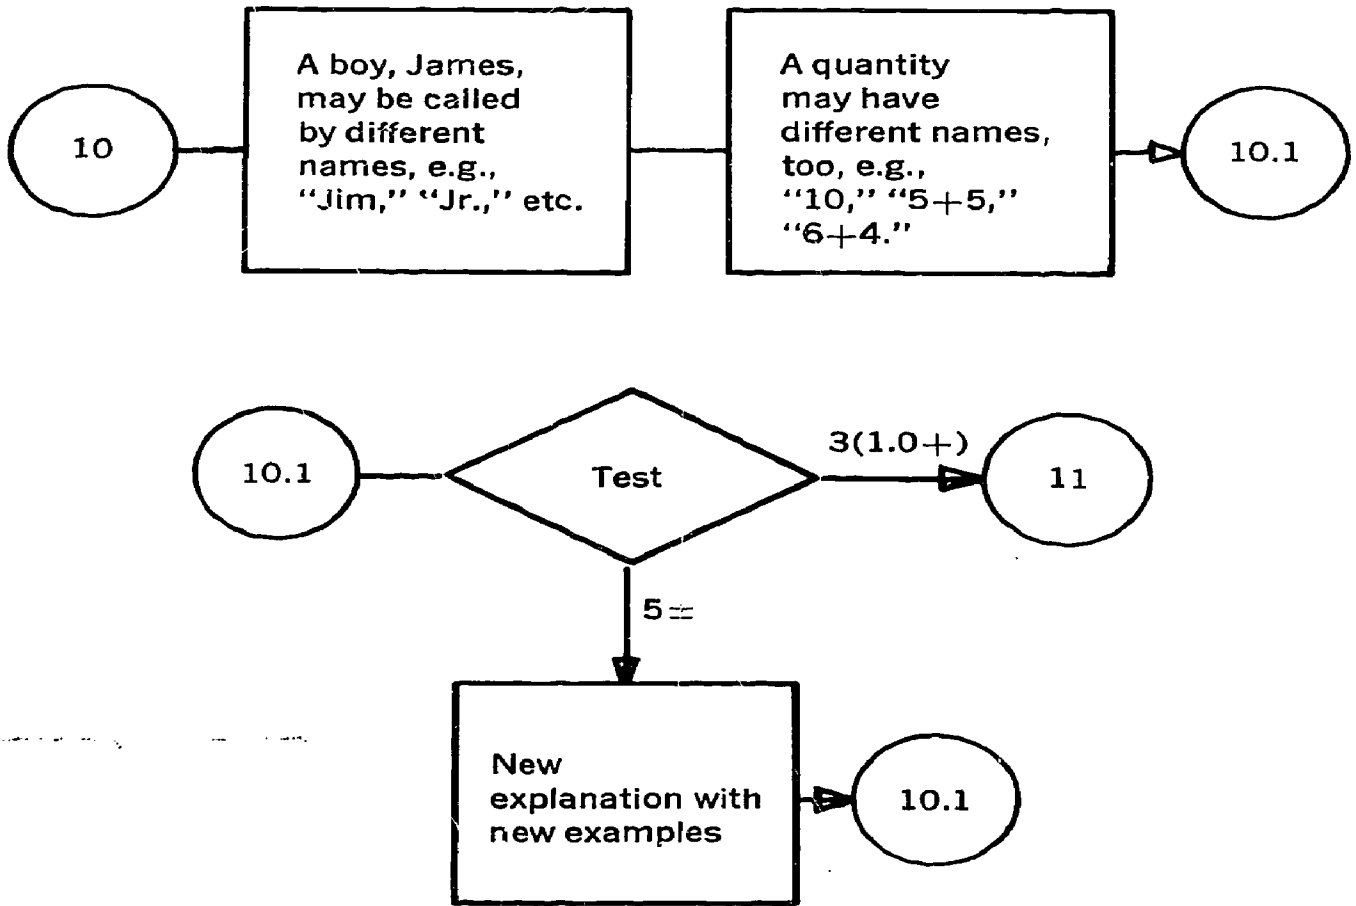 10
A boy, James,
may be called
by different
names, e.g.,
“Jim,” “Jr.,” etc.
A quantity
may have
different names,
too, e.g.,
“10,” “5+5,”
“6+4.”
10.1
10.1
Test
3(1.0+)
11
5=
New
explanation with
new examples
10.1